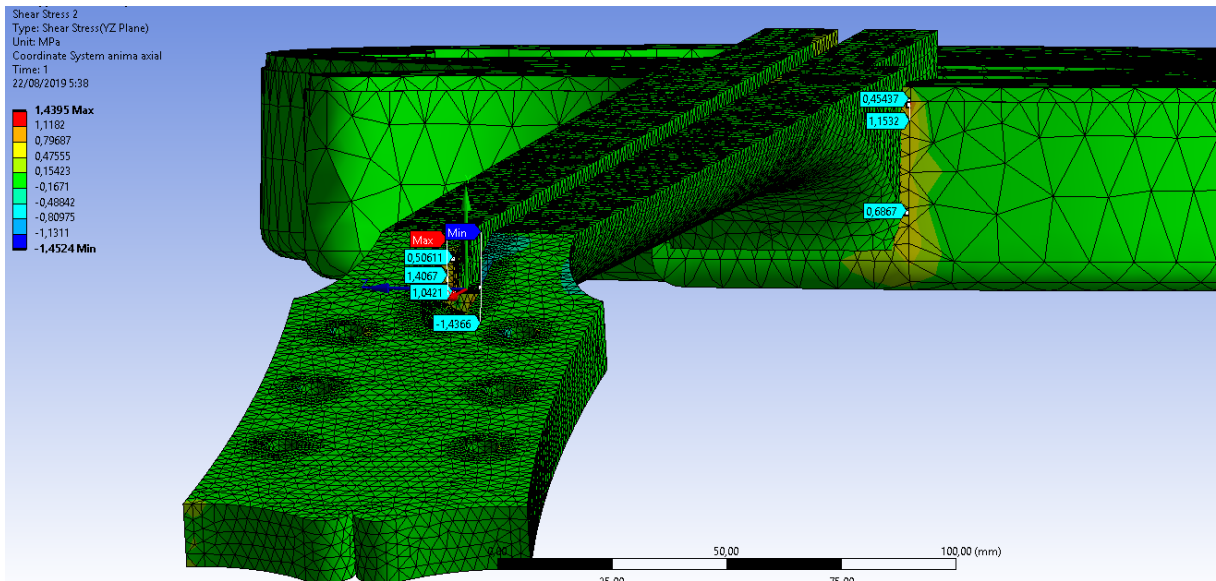 Shear Stress 2
Type: Shear Stress(YZ Plane)
Unit: MPa
Coordinate System anima axial
Time: 1
22/08/2019 5:38
1,4395 Max
1,1182
0,79687
0,47555
0,15423
-0,1671
-0,48842
-0,80975
-1,1311
-1,4524 Min
0,45437
1,1532
0,6867
Min
Max
0,50611
1,4067
1,0421
-1,4366
0,00
50,00
100,00 (mm)
25,00
75,00